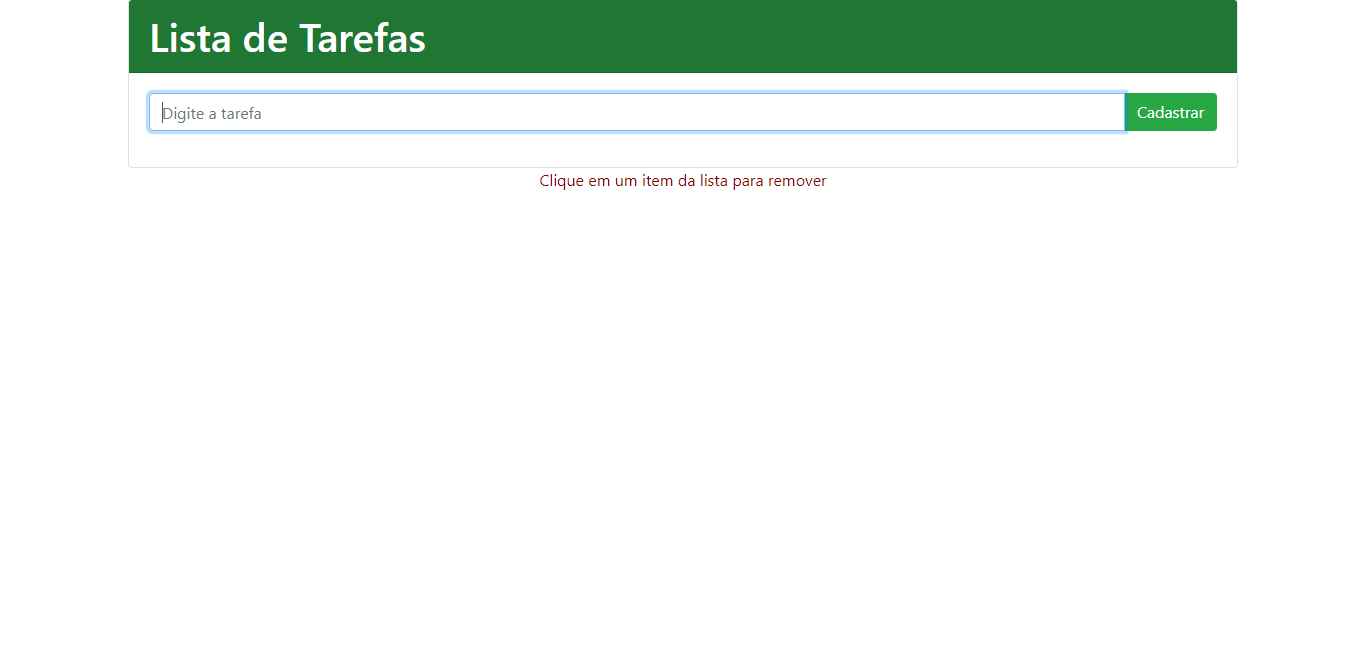 Lista de Tarefas
Digite a tarefa
Cadastrar
Clique em um item da lista para remover